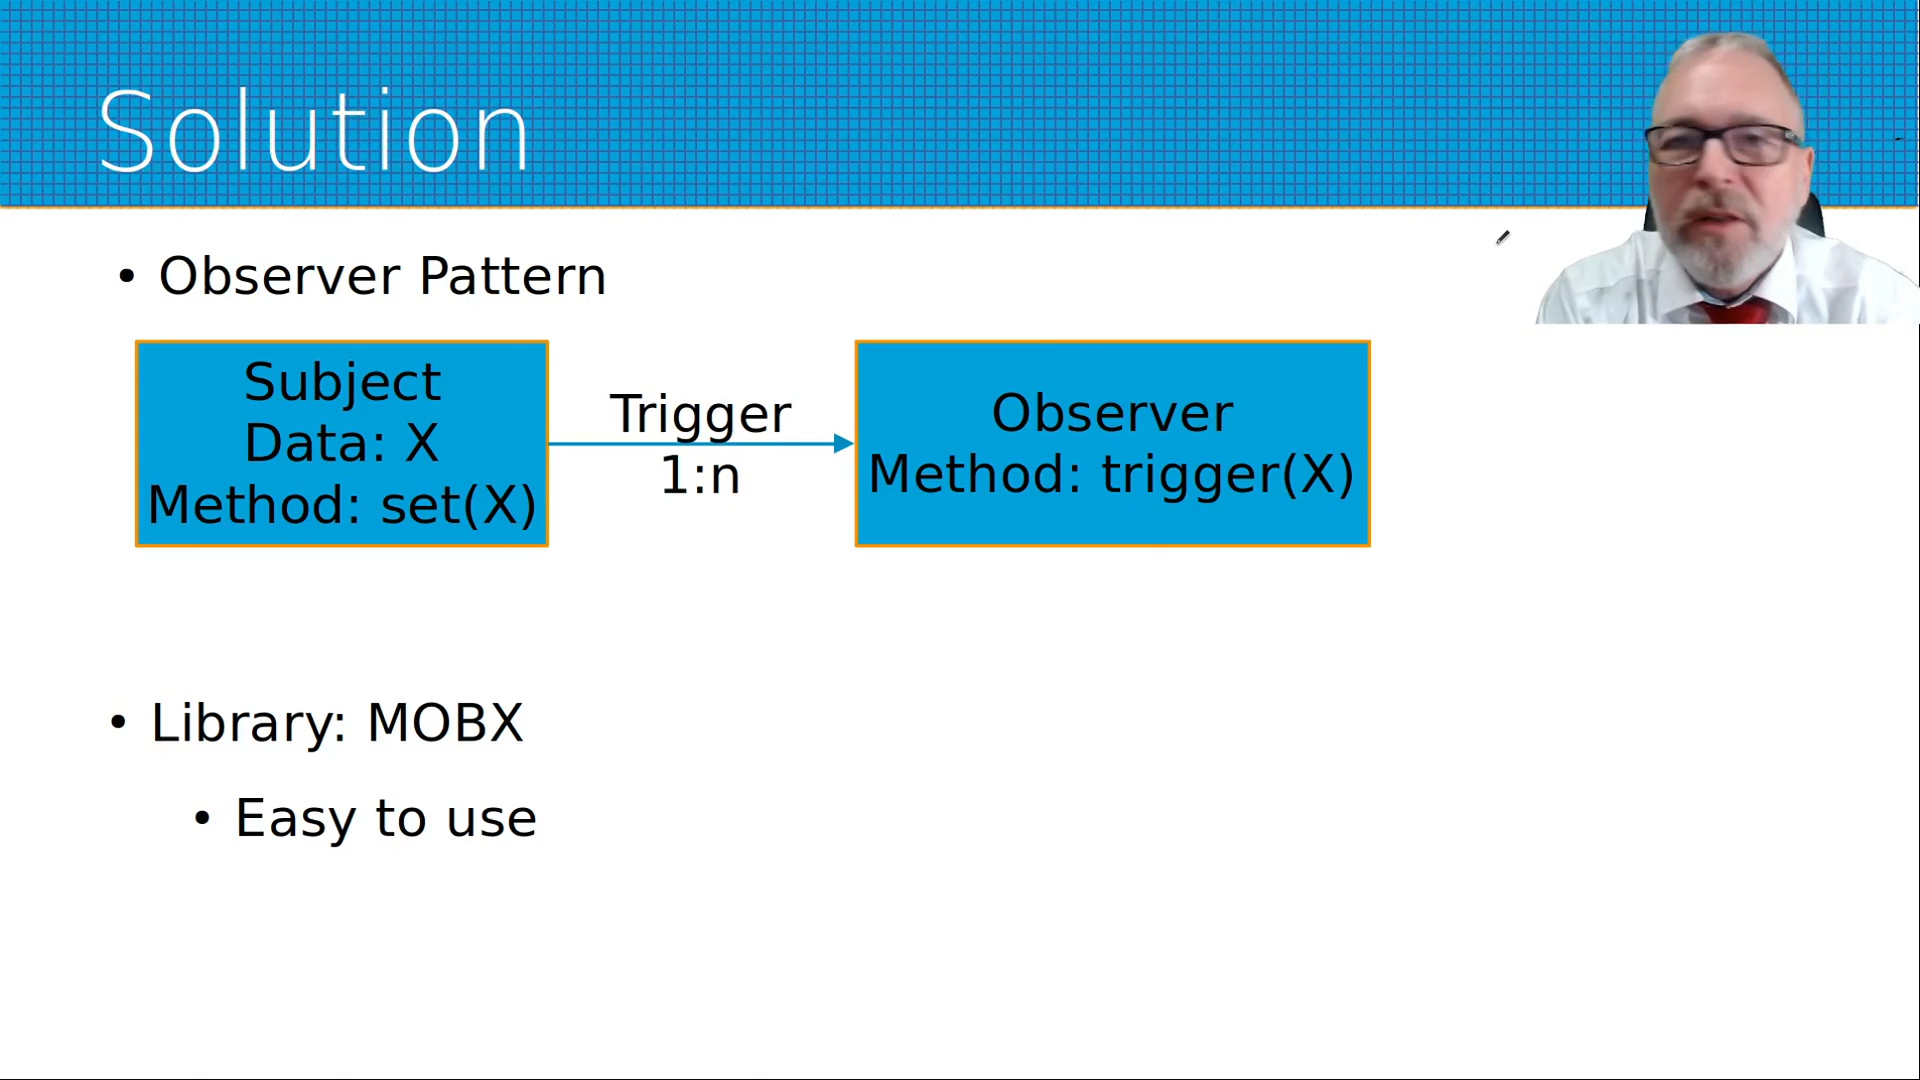 Solution
• Observer Pattern
Subject
Data: X
Method: set(X)
Trigger
1:n
Observer
Method: trigger(X)
• Library: MOBX
• Easy to use